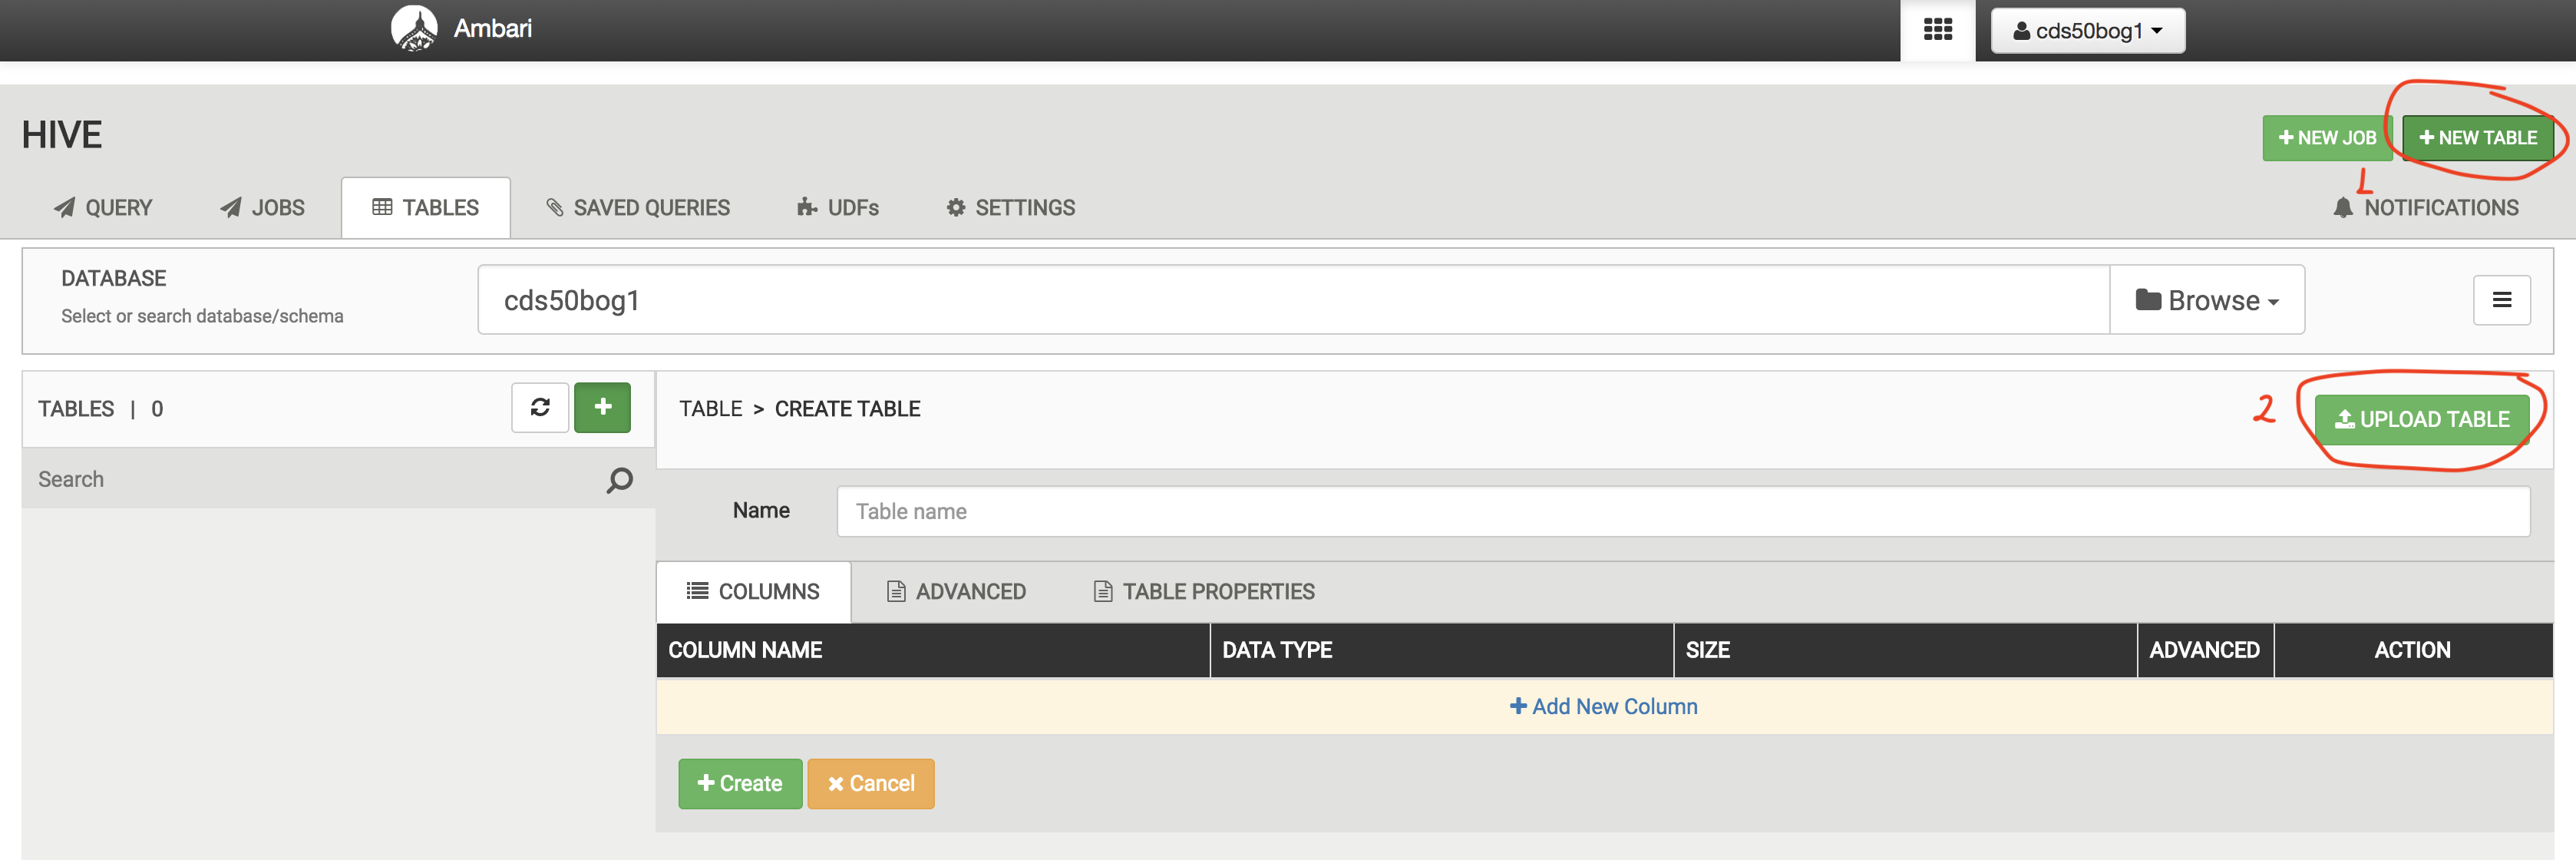 Ambari
cds50bog1
HIVE
NEW JOB
NEW TABLE
1
QUERY
JOBS
TABLES
SAVED QUERIES
UDFs
SETTINGS
NOTIFICATIONS
DATABASE
Select or search database/schema
cds50bog1
Browse
TABLES | 0
TABLE > CREATE TABLE
2
UPLOAD TABLE
Search
Name
Table name
COLUMNS
ADVANCED
TABLE PROPERTIES
COLUMN NAME
DATA TYPE
SIZE
ADVANCED
ACTION
Add New Column
Create
Cancel